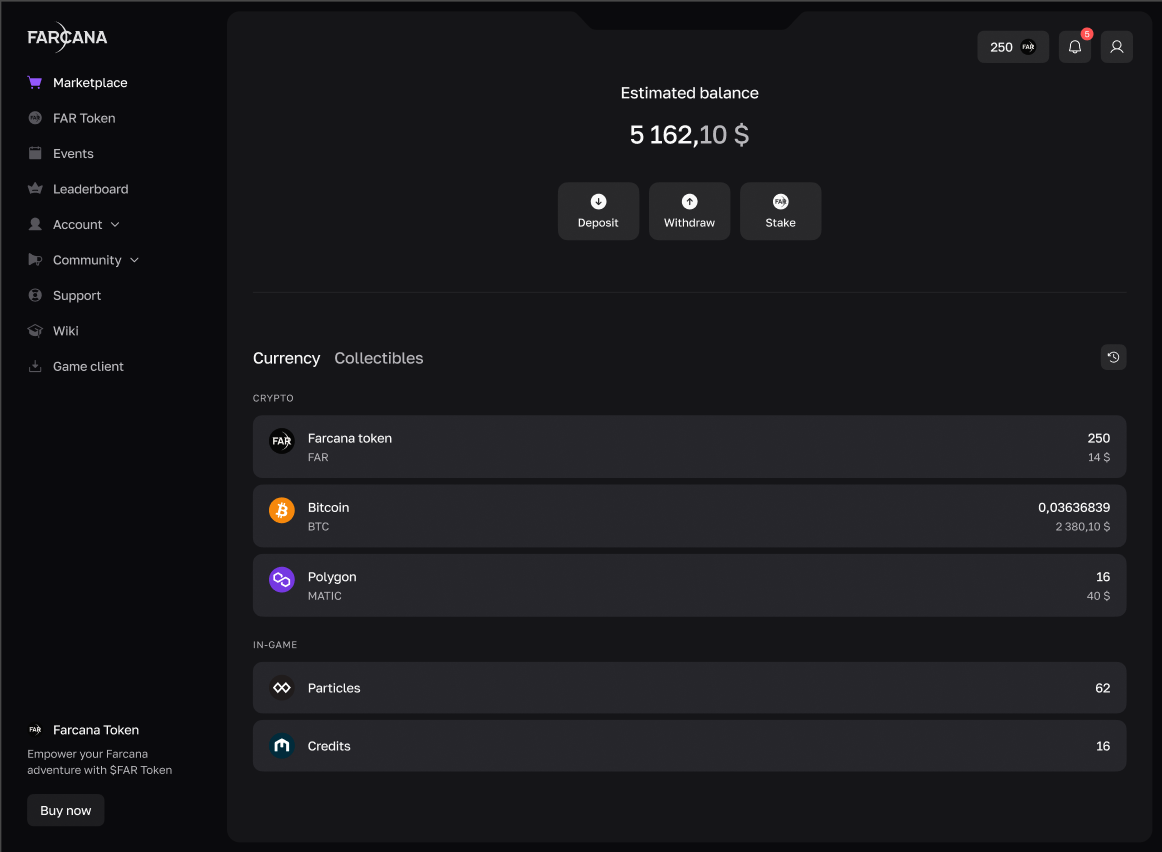 FARCANA
Marketplace
FAR Token
Events
Leaderboard
Account
Community
Support
Wiki
Game client
FAR Farcana Token
Empower your Farcana
adventure with $FAR Token
Buy now
250 FAR
5
Estimated balance
5 162,10 $
Deposit
Withdraw
FAR
Stake
Currency Collectibles
CRYPTO
FAR
Farcana token 250
FAR 14 $
Bitcoin 0,03636839
BTC 2 380,10 $
Polygon 16
MATIC 40 $
IN-GAME
Particles 62
Credits 16